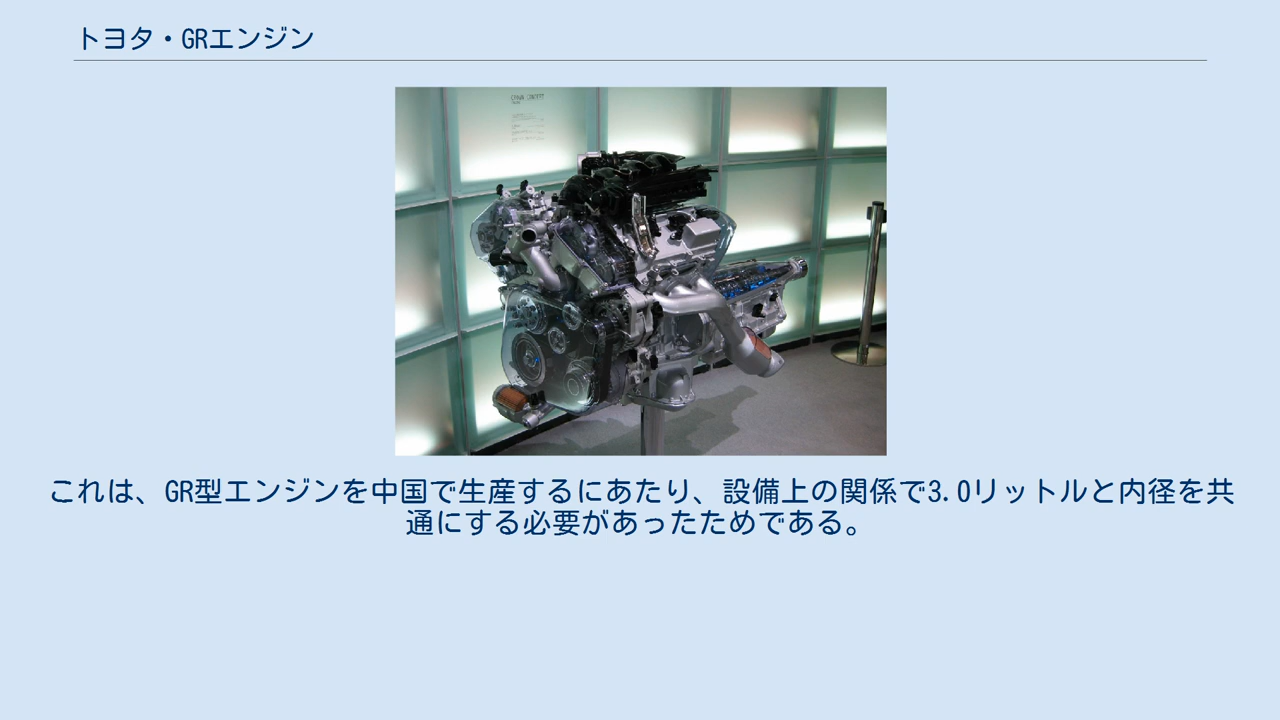 トヨタ・GRエンジン
これは、GR型エンジンを中国で生産するにあたり、設備上の関係で3.0リットルと内径を共
通にする必要があったためである。